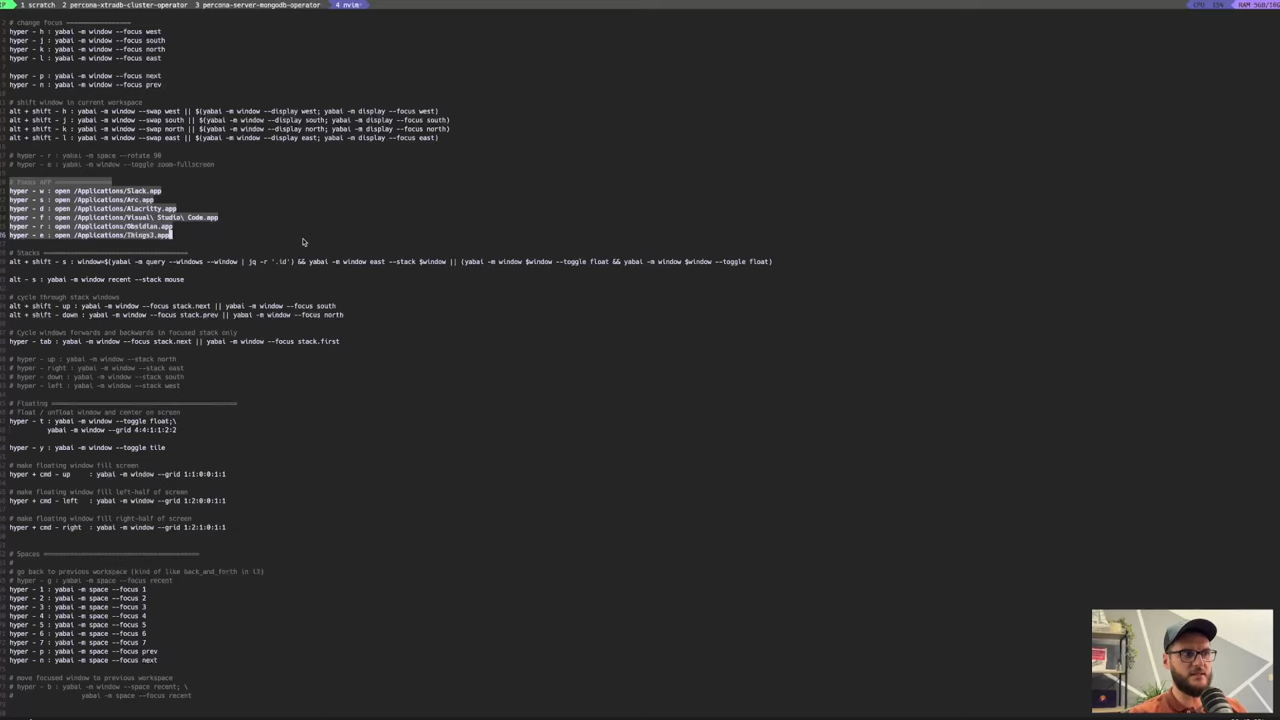 1 scratch 2 percona-xtradb-cluster-operator 3 percona-server-mongodb-operator 4 nvim
CPU 15% RAM
# change focus
hyper - h : yabai -m window --focus west
hyper - j : yabai -m window --focus south
hyper - k : yabai -m window --focus north
hyper - l : yabai -m window --focus east
hyper - p : yabai -m window --focus next
hyper - n : yabai -m window --focus prev
# shift window in current workspace
alt + shift - h : yabai -m window --swap west || $(yabai -m window --display west; yabai -m display --focus west)
alt + shift - j : yabai -m window --swap south || $(yabai -m window --display south; yabai -m display --focus south)
alt + shift - k : yabai -m window --swap north || $(yabai -m window --display north; yabai -m display --focus north)
alt + shift - l : yabai -m window --swap east || $(yabai -m window --display east; yabai -m display --focus east)
# hyper - r : yabai -m space --rotate 90
# hyper - e : yabai -m window --toggle zoom-fullscreen
# Focus APP ==============
hyper - w : open /Applications/Slack.app
hyper - s : open /Applications/Arc.app
hyper - d : open /Applications/Alacritty.app
hyper - f : open /Applications/Visual\ Studio\ Code.app
hyper - r : open /Applications/Obsidian.app
26 hyper - e : open /Applications/Things3.app
# Stacks
alt + shift - s : window=$(yabai -m query --windows --window | jq -r '.id') && yabai -m window east --stack $window || (yabai -m window $window --toggle float && yabai -m window $window --toggle float)
alt - s : yabai -m window recent --stack mouse
# cycle through stack windows
alt + shift - up : yabai -m window --focus stack.next || yabai -m window --focus south
alt + shift - down : yabai -m window --focus stack.prev || yabai -m window --focus north
# Cycle windows forwards and backwards in focused stack only
hyper - tab : yabai -m window --focus stack.next || yabai -m window --focus stack.first
# hyper - up : yabai -m window --stack north
# hyper - right : yabai -m window --stack east
# hyper - down : yabai -m window --stack south
# hyper - left : yabai -m window --stack west
# Floating
# float / unfloat window and center on screen
hyper - t : yabai -m window --toggle float;\
yabai -m window --grid 4:4:1:1:2:2
hyper - y : yabai -m window --toggle tile
# make floating window fill screen
hyper + cmd - up : yabai -m window --grid 1:1:0:0:1:1
# make floating window fill left-half of screen
hyper + cmd - left : yabai -m window --grid 1:2:0:0:1:1
# make floating window fill right-half of screen
hyper + cmd - right : yabai -m window --grid 1:2:1:0:1:1
# Spaces
#
# go back to previous workspace (kind of like back_and_forth in i3)
# hyper - g : yabai -m space --focus recent
hyper - 1 : yabai -m space --focus 1
hyper - 2 : yabai -m space --focus 2
hyper - 3 : yabai -m space --focus 3
hyper - 4 : yabai -m space --focus 4
hyper - 5 : yabai -m space --focus 5
hyper - 6 : yabai -m space --focus 6
hyper - 7 : yabai -m space --focus 7
hyper - p : yabai -m space --focus prev
hyper - n : yabai -m space --focus next
# move focused window to previous workspace
# hyper - b : yabai -m window --space recent; \
# yabai -m space --focus recent